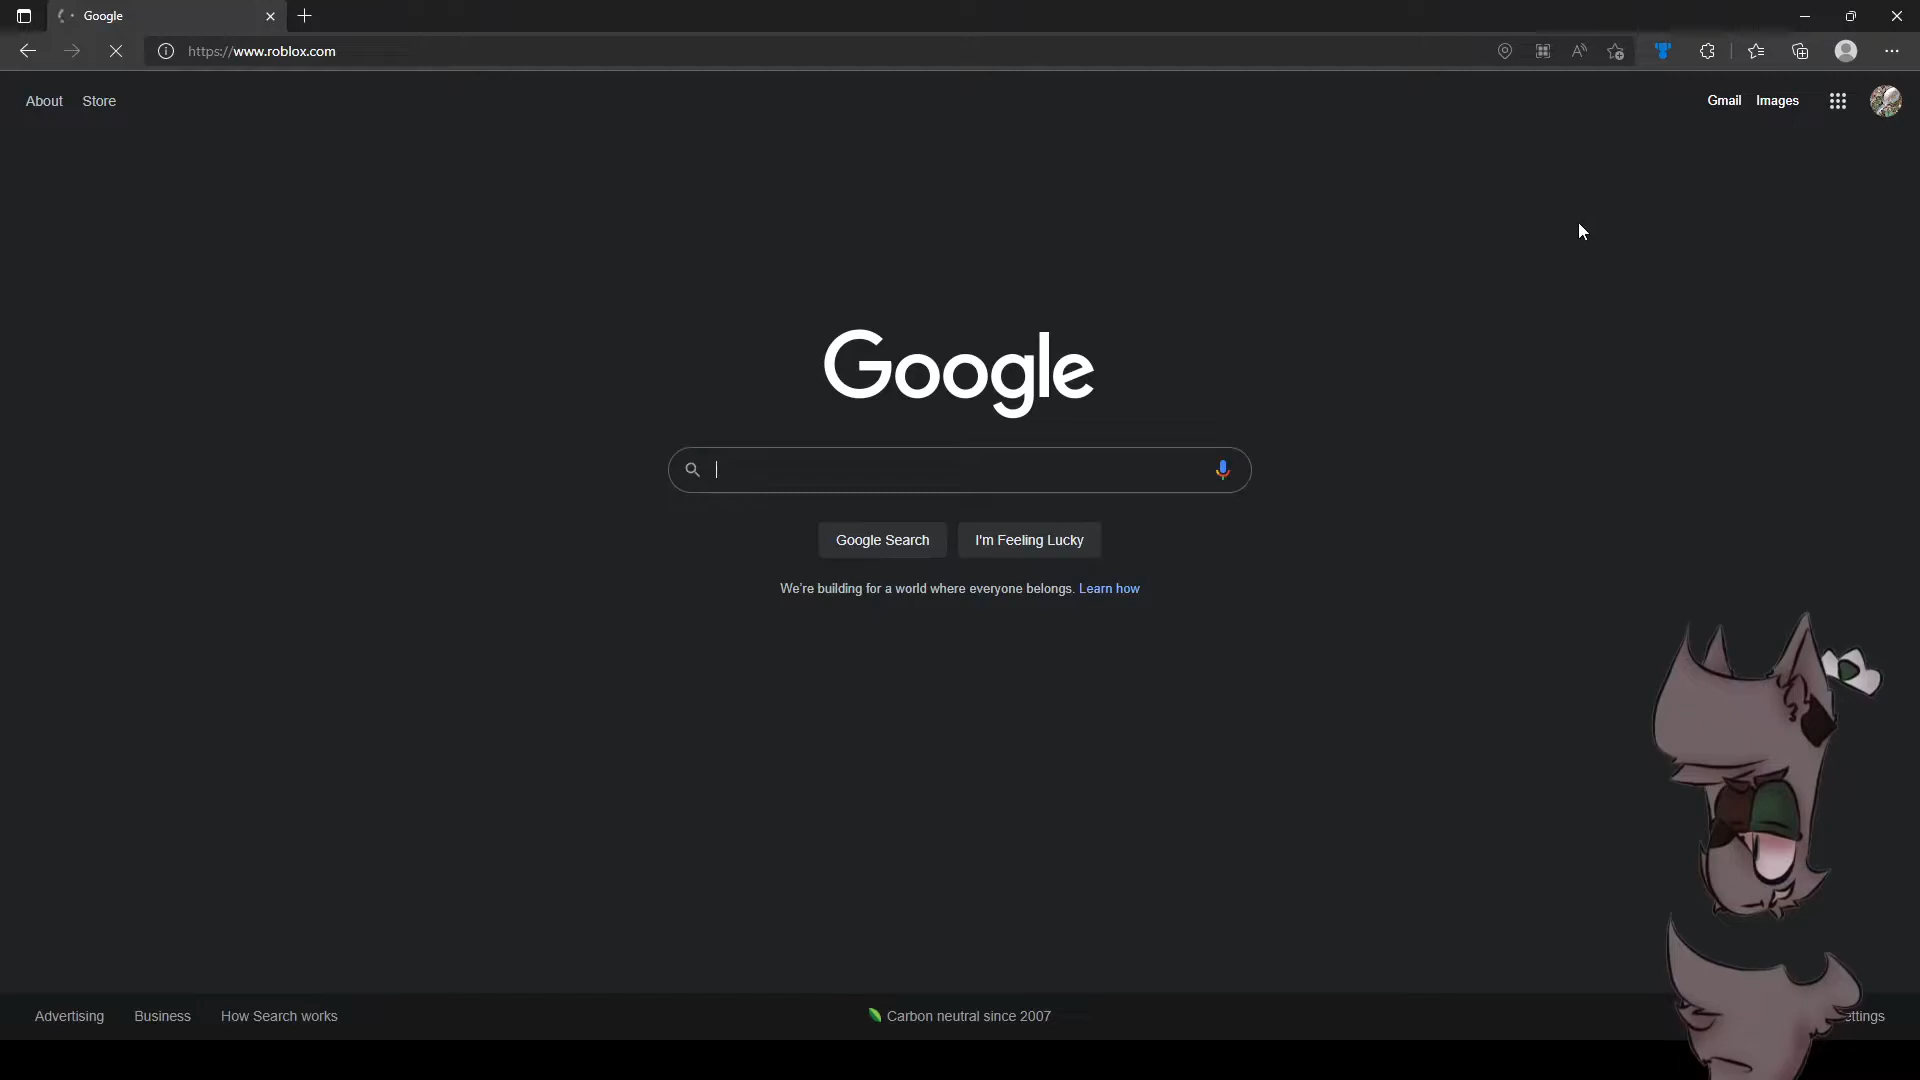 Google
https://www.roblox.com
About Store
Gmail Images
Google
Google Search I'm Feeling Lucky
We're building for a world where everyone belongs. Learn how
Advertising Business How Search works
Carbon neutral since 2007
ettings